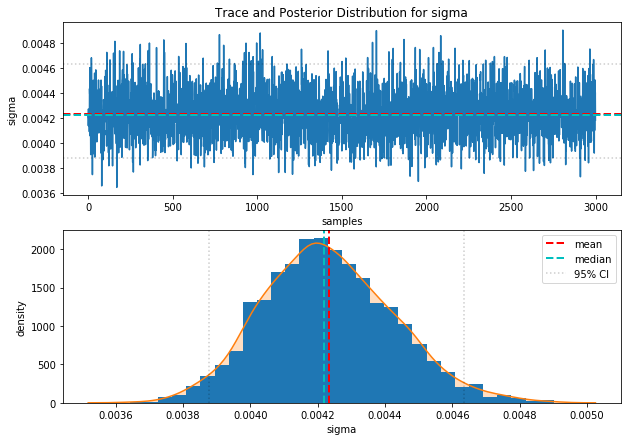 Trace and Posterior Distribution for sigma
0.0048
0.0046
0.0044
0.0042
0.0040
0.0038
0.0036
sigma
0 500 1000 1500 2000 2500 3000
samples
2000
1500
1000
500
0
density
mean
median
95% CI
0.0036 0.0038 0.0040 0.0042 0.0044 0.0046 0.0048 0.0050
sigma